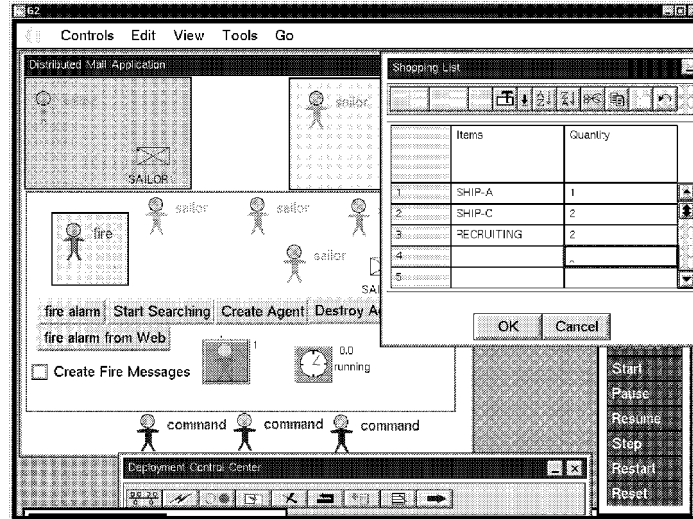 62
Controls Edit View Tools Go
Distributed Mall Application
Shopping List
sailor
SAILOR
Items Quantity
1 SHIP-A 1
2 SHIP-C 2
3 RECRUITING 2
4
5
sailor sailor
fire
sailor
SA
fire alarm Start Searching Create Agent Destroy A
OK Cancel
fire alarm from Web
1
0.0
running
Create Fire Messages
Start
Pause
Resume
Step
Restart
Reset
command command command
Deployment Control Center